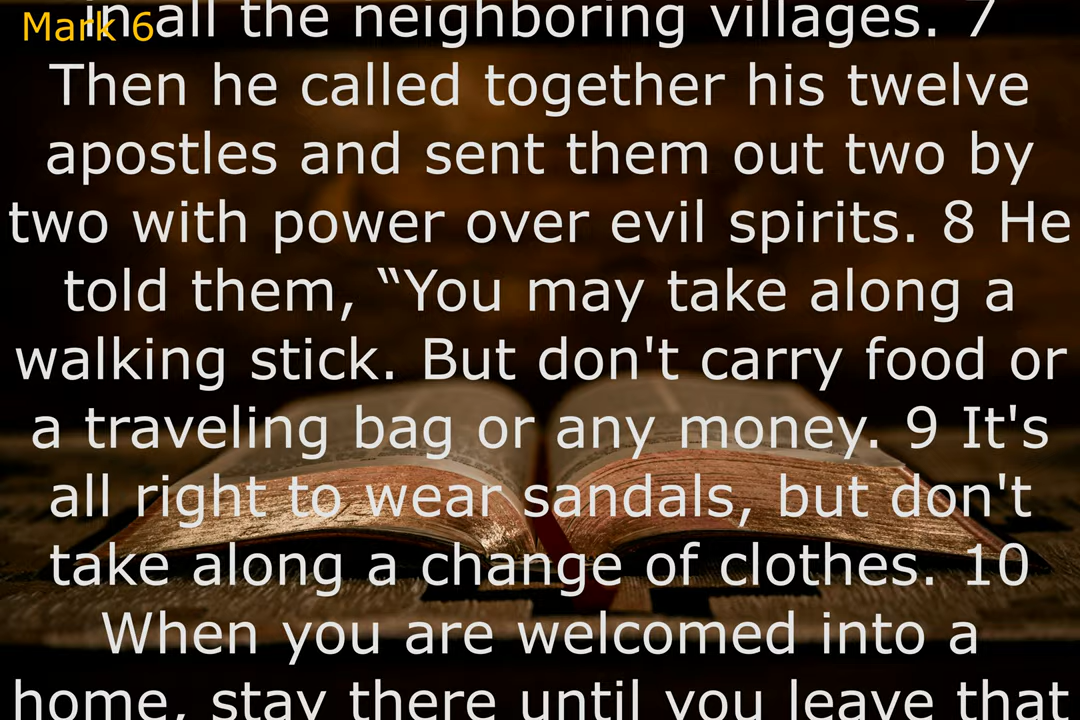 Mark 6
in all the neighboring villages. 7
Then he called together his twelve
apostles and sent them out two by
two with power over evil spirits. 8 He
told them, “You may take along a
walking stick. But don't carry food or
a traveling bag or any money. 9 It's
all right to wear sandals, but don't
take along a change of clothes. 10
When you are welcomed into a
home, stay there until you leave that